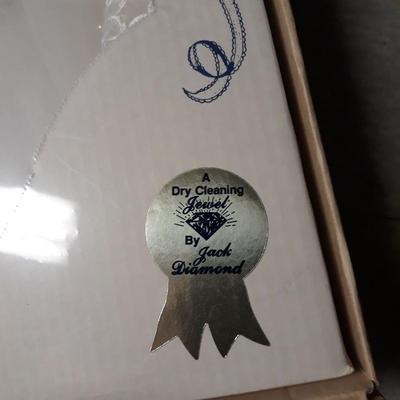 A
Dry Cleaning
Jewel
By
Jack
Diamond